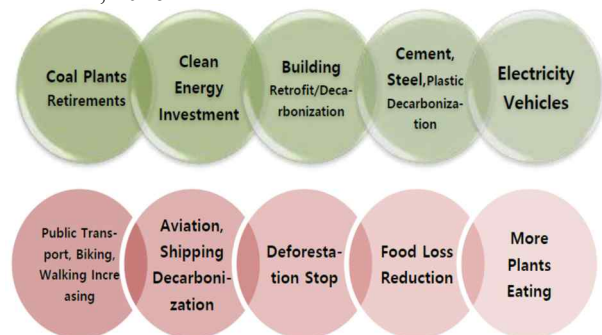 Coal Plants
Retirements
Clean
Energy
Investment
Building
Retrofit/Deca-
rbonization
Cement,
Steel,Plastic
Decarboniza-
tion
Electricity
Vehicles
Public Trans-
port, Biking,
Walking Incre
asing
Aviation,
Shipping
Decarboni-
zation
Deforesta-
tion Stop
Food Loss
Reduction
More
Plants
Eating